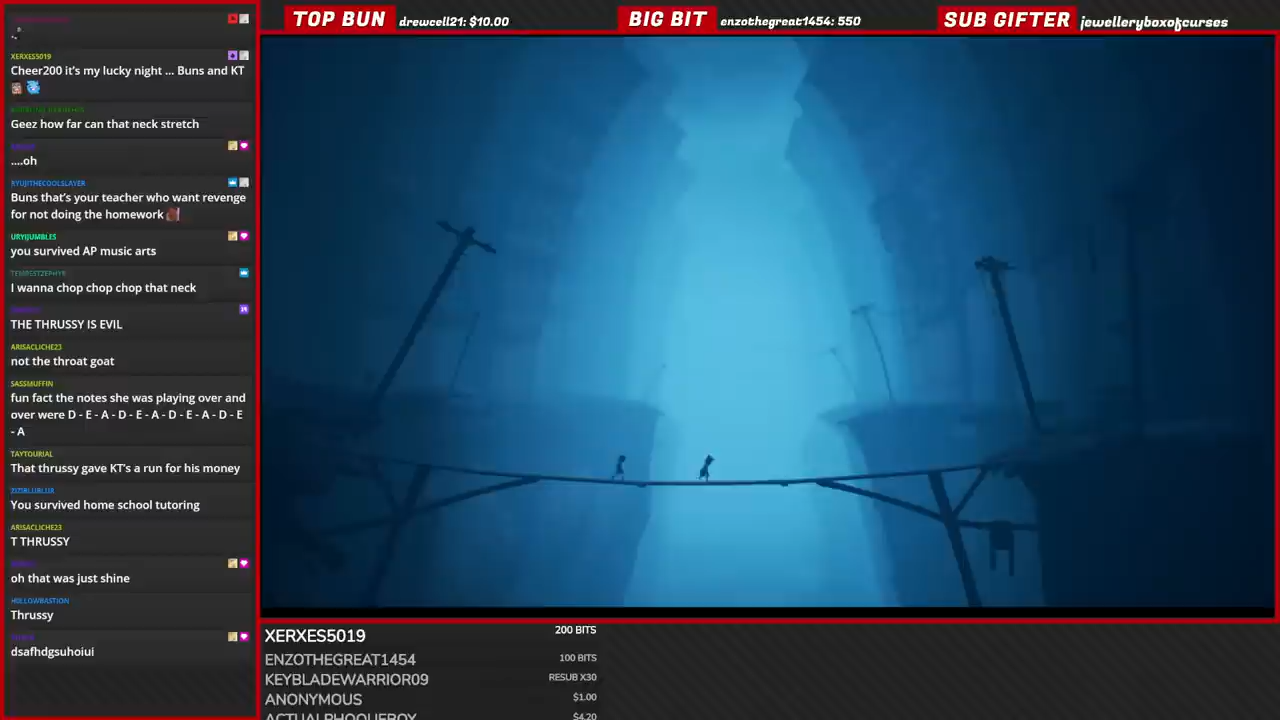 TOP BUN drewcell21: $10.00 BIG BIT enzothegreat1454: 550 SUB GIFTER jewelleryboxofcurses
XERXES5019
Cheer200 it's my lucky night ... Buns and KT
Geez how far can that neck stretch
....oh
RYUJITHECOOLSLAYER
Buns that's your teacher who want revenge
for not doing the homework
URYIJUMBLES
you survived AP music arts
TEMPESTZEPHYR
I wanna chop chop chop that neck
THE THRUSSY IS EVIL
ARISACLICHE23
not the throat goat
SASSMUFFIN
fun fact the notes she was playing over and
over were D - E - A - D - E - A - D - E - A - D - E
- A
TAYTOURIAL
That thrussy gave KT's a run for his money
You survived home school tutoring
ARISACLICHE23
T THRUSSY
oh that was just shine
HOLLOWBASTION
Thrussy
dsafhdgsuhoiui
XERXES5019 200 BITS
ENZOTHEGREAT1454 100 BITS
KEYBLADEWARRIOR09 RESUB X30
ANONYMOUS $1.00
ACTUALPHOQUEBOY $4.20